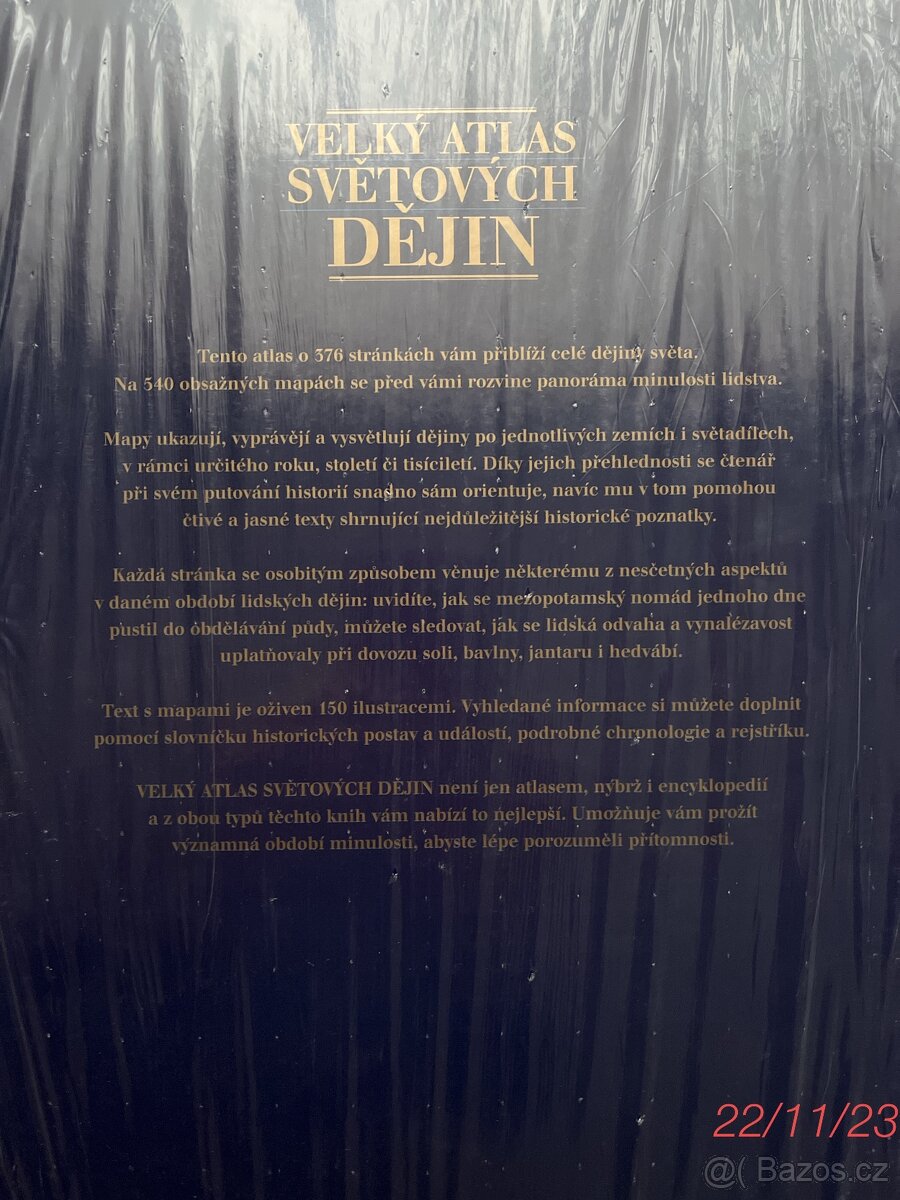 VELKÝ ATLAS
SVĚTOVÝCH
DĚJIN
Tento atlas o 376 stránkách vám přiblíží celé dějiny světa.
Na 540 obsažných mapách se před vámi rozvine panoráma minulosti lidstva.
Mapy ukazují, vyprávějí a vysvětlují dějiny po jednotlivých zemích i světadílech,
v rámci určitého roku, století či tisíciletí. Díky jejich přehlednosti se čtenář
při svém putování historií snadno sám orientuje, navíc mu v tom pomohou
čtivé a jasné texty shrnující nejdůležitější historické poznatky.
Každá stránka se osobitým způsobem věnuje některému z nesčetných aspektů
v daném období lidských dějin: uvidíte, jak se mezopotamský nomád jednoho dne
pustil do obdělávání půdy, můžete sledovat, jak se lidská odvaha a vynalézavost
uplatňovaly při dovozu soli, bavlny, jantaru i hedvábí.
Text s mapami je oživen 150 ilustracemi. Vyhledané informace si můžete doplnit
pomocí slovníčku historických postav a událostí, podrobné chronologie a rejstříku.
VELKÝ ATLAS SVĚTOVÝCH DĚJIN není jen atlasem, nýbrž i encyklopedií
a z obou typů těchto knih vám nabízí to nejlepší. Umožňuje vám prožít
významná období minulosti, abyste lépe porozuměli přítomnosti.
22/11/23
@( Bazos.cz